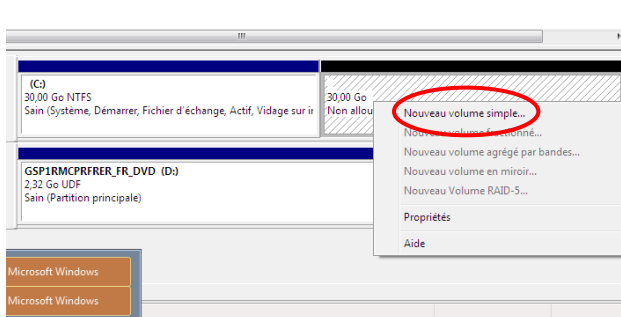 (C:)
30,00 Go NTFS
Sain (Système, Démarrer, Fichier d'échange, Actif, Vidage sur ir
30,00 Go
Non allou
Nouveau volume simple...
Nouveau volume fractionné...
Nouveau volume agrégé par bandes...
Nouveau volume en miroir...
Nouveau Volume RAID-5...
Propriétés
Aide
GSP1RMCPRFRER_FR_DVD (D:)
2,32 Go UDF
Sain (Partition principale)
Microsoft Windows
Microsoft Windows